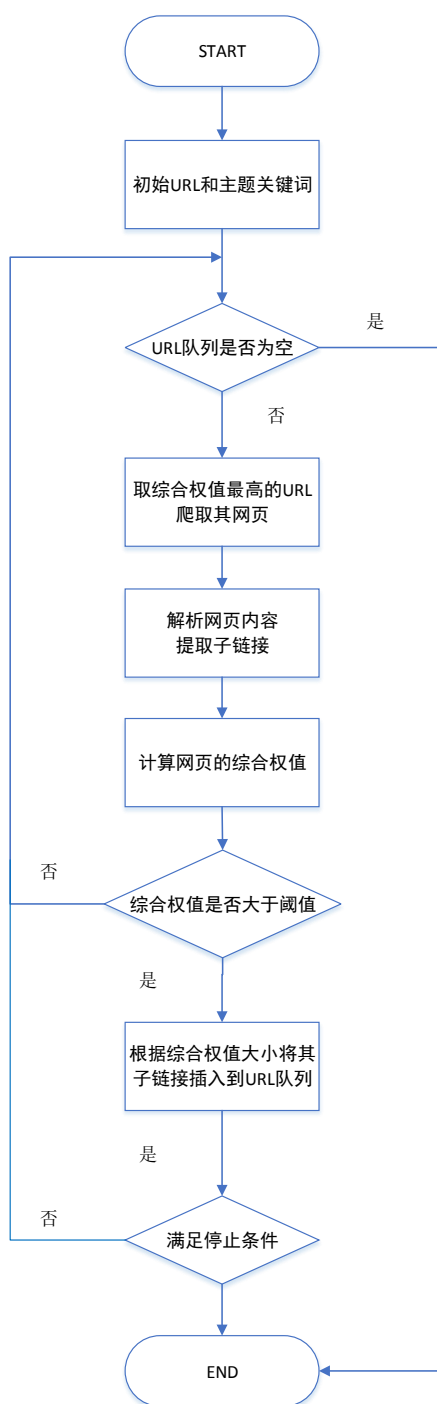 START
初始URL和主题关键词
是
URL队列是否为空
否
取综合权值最高的URL
爬取其网页
解析网页内容
提取子链接
计算网页的综合权值
否
综合权值是否大于阈值
是
根据综合权值大小将其
子链接插入到URL队列
是
否
满足停止条件
END